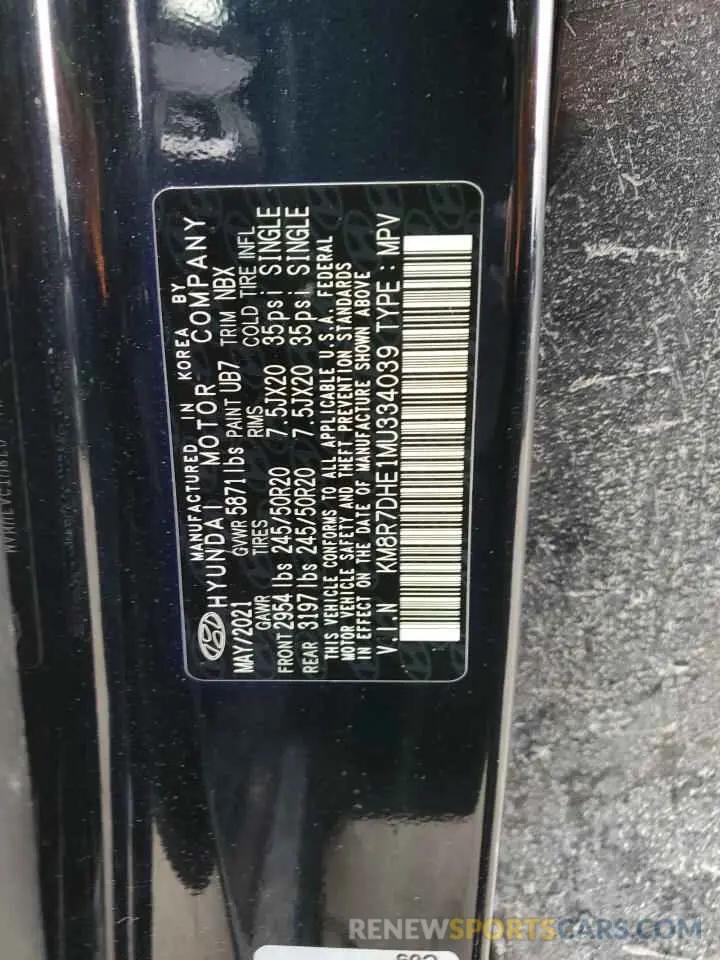 MANUFACTURED IN KOREA BY
HYUNDAI MOTOR COMPANY
MAY/2021 GVWR 5871lbs PAINT UB7 TRIM NBX
GAWR TIRES RIMS COLD TIRE INFL
FRONT 2954 lbs 245/50R20 7.5JX20 35psi SINGLE
REAR 3197 lbs 245/50R20 7.5JX20 35psi SINGLE
THIS VEHICLE CONFORMS TO ALL APPLICABLE U.S.A. FEDERAL
MOTOR VEHICLE SAFETY AND THEFT PREVENTION STANDARDS
IN EFFECT ON THE DATE OF MANUFACTURE SHOWN ABOVE
V.I.N KM8R7DHE1MU334039 TYPE : MPV
RENEWSPORTSCARS.COM